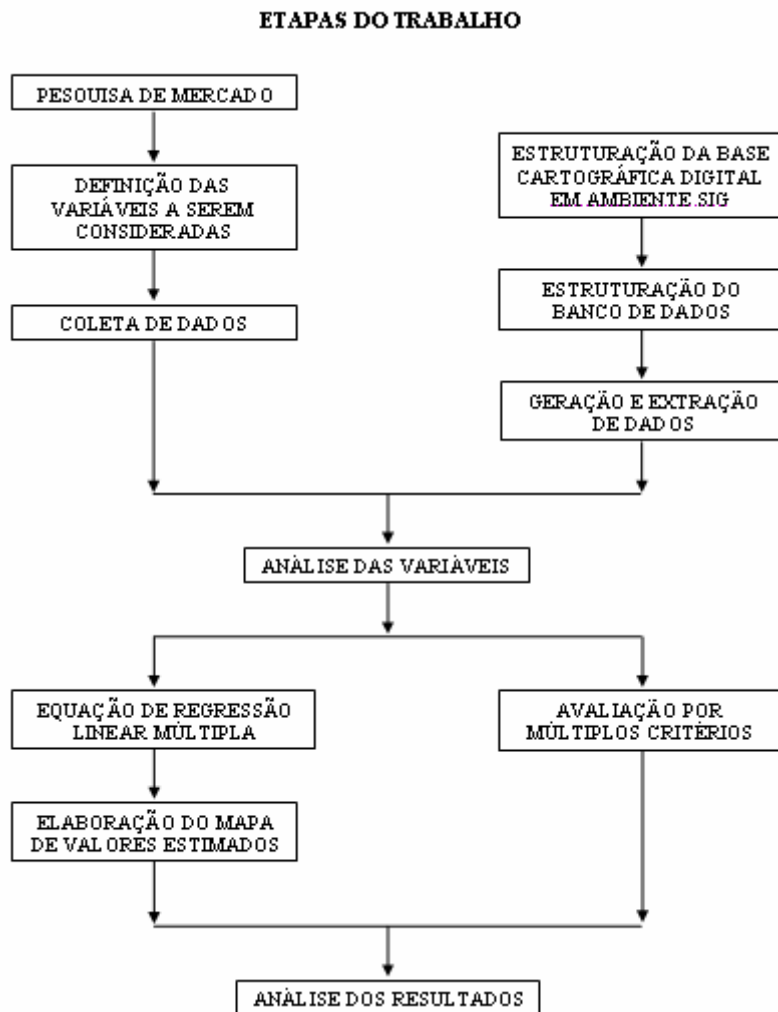 ETAPAS DO TRABALHO
PESQUISA DE MERCADO
DEFINIÇÃO DAS
VARIÁVEIS A SEREM
CONSIDERADAS
COLETA DE DADOS
ESTRUTURAÇÃO DA BASE
CARTOGRÁFICA DIGITAL
EM AMBIENTE SIG
ESTRUTURAÇÃO DO
BANCO DE DADOS
GERAÇÃO E EXTRAÇÃO
DE DADOS
ANÁLISE DAS VARIÁVEIS
EQUAÇÃO DE REGRESSÃO
LINEAR MÚLTIPLA
ELABORAÇÃO DO MAPA
DE VALORES ESTIMADOS
AVALIAÇÃO POR
MÚLTIPLOS CRITÉRIOS
ANÁLISE DOS RESULTADOS